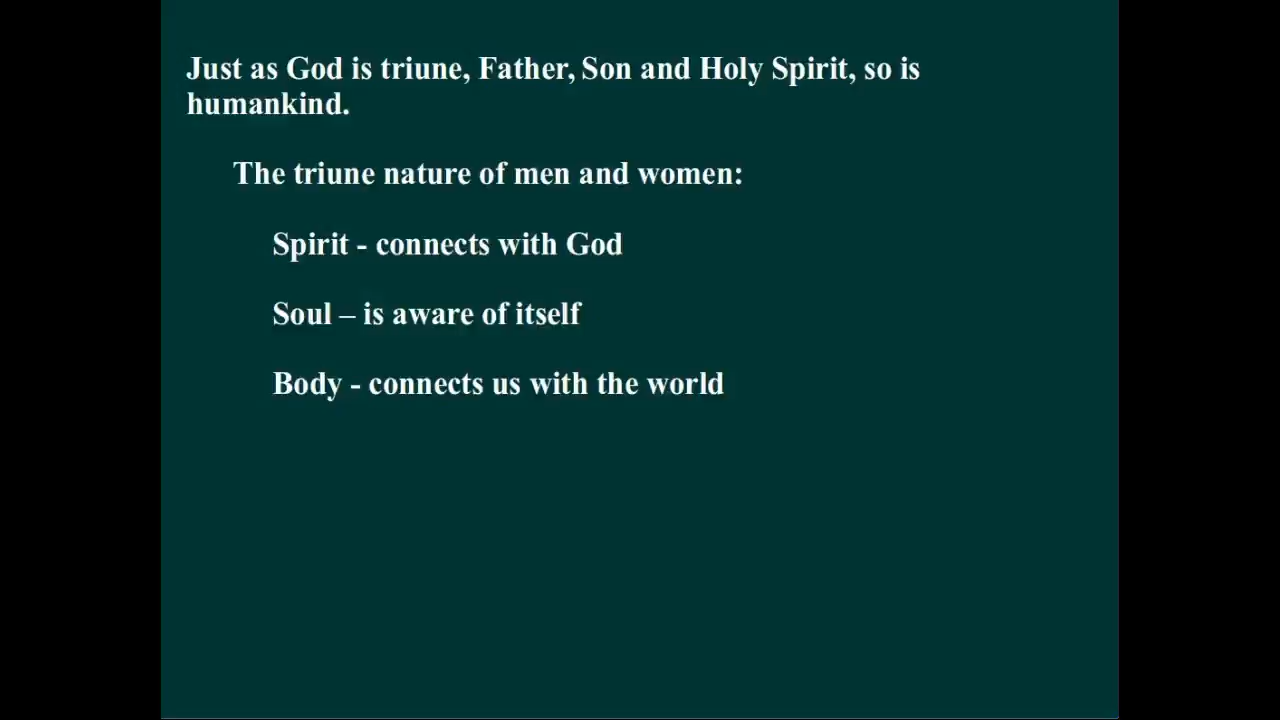 Just as God is triune, Father, Son and Holy Spirit, so is
humankind.
The triune nature of men and women:
Spirit - connects with God
Soul – is aware of itself
Body - connects us with the world